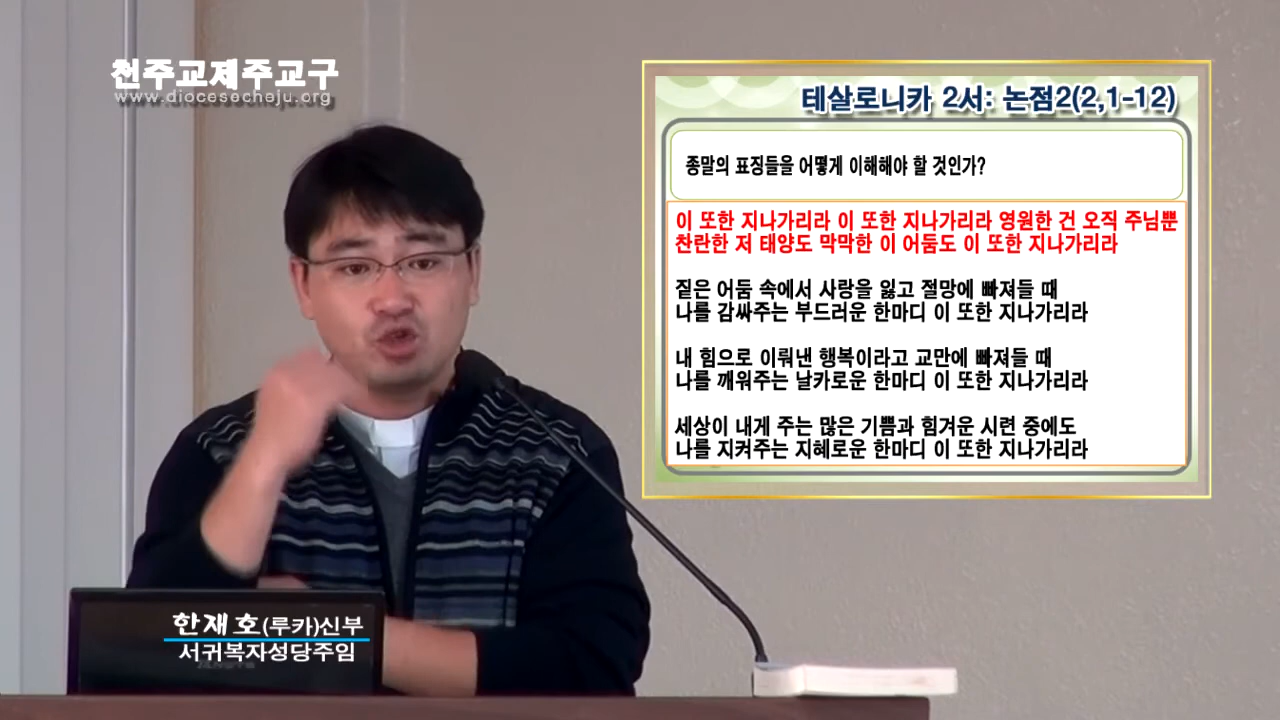 천주교제주교구
www.diocesecheju.org
테살로니카 2서: 논점2(2,1-12)
종말의 표징들을 어떻게 이해해야 할 것인가?
이 또한 지나가리라 이 또한 지나가리라 영원한 건 오직 주님뿐
찬란한 저 태양도 막막한 이 어둠도 이 또한 지나가리라
짙은 어둠 속에서 사랑을 잃고 절망에 빠져들 때
나를 감싸주는 부드러운 한마디 이 또한 지나가리라
내 힘으로 이뤄낸 행복이라고 교만에 빠져들 때
나를 깨워주는 날카로운 한마디 이 또한 지나가리라
세상이 내게 주는 많은 기쁨과 힘겨운 시련 중에도
나를 지켜주는 지혜로운 한마디 이 또한 지나가리라
한재호(루카)신부
서귀복자성당주임